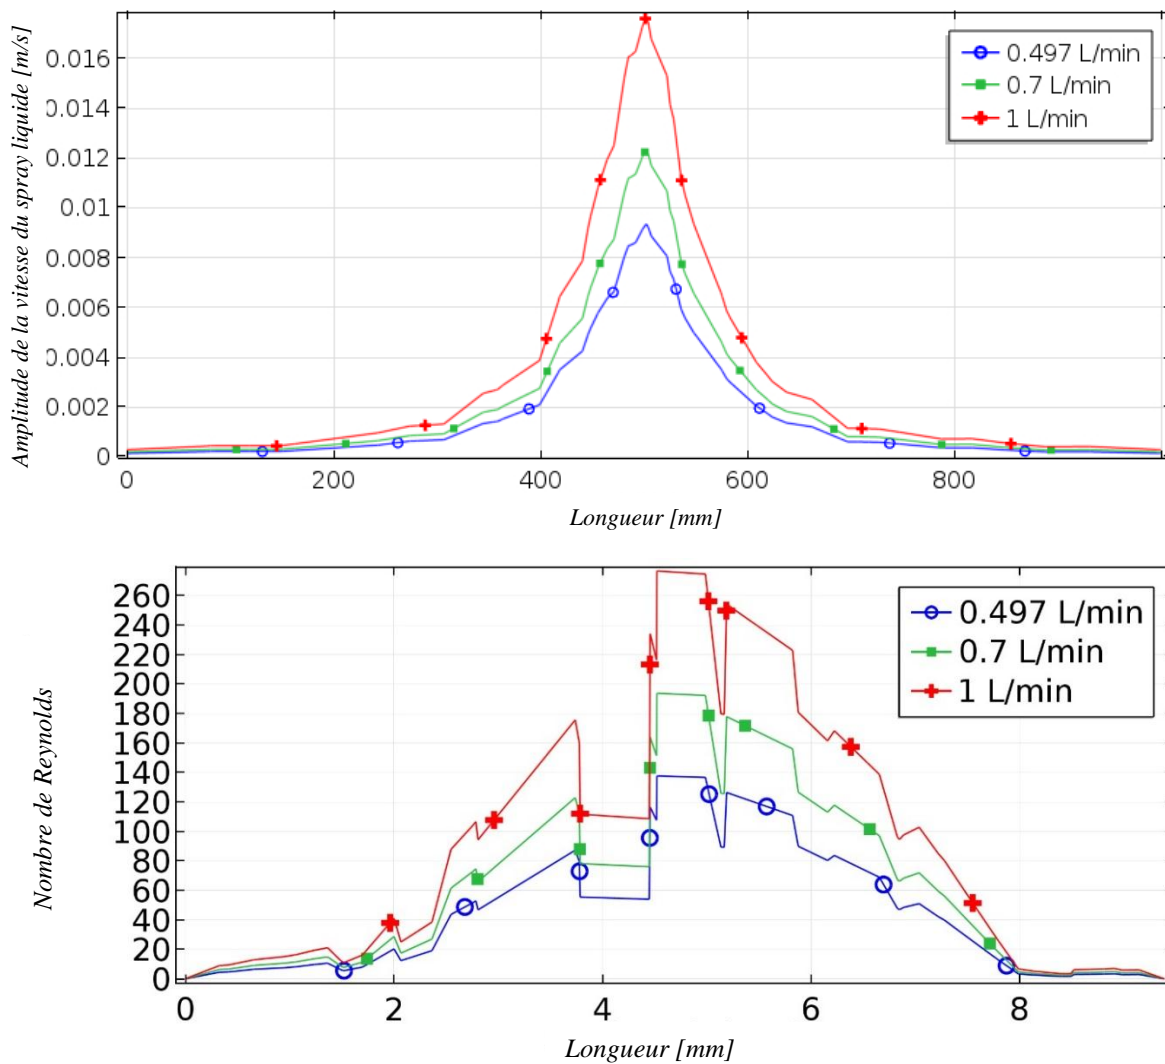 Amplitude de la vitesse du spray liquide [m/s]
0.016
0.014
0.012
0.01
0.008
0.006
0.004
0.002
0
0.497 L/min
0.7 L/min
1 L/min
0 200 400 600 800
Longueur [mm]
Nombre de Reynolds
260
240
220
200
180
160
140
120
100
80
60
40
20
0
0.497 L/min
0.7 L/min
1 L/min
0 2 4 6 8
Longueur [mm]